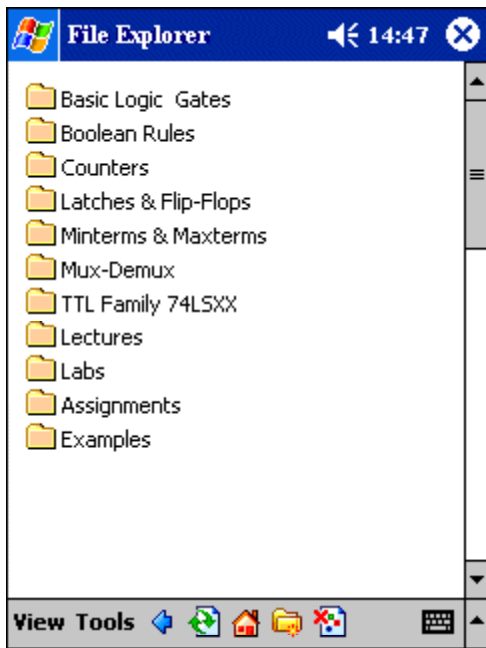 File Explorer 14:47
Basic Logic  Gates
Boolean Rules
Counters
Latches & Flip-Flops
Minterms & Maxterms
Mux-Demux
TTL Family 74LSXX
Lectures
Labs
Assignments
Examples
View Tools